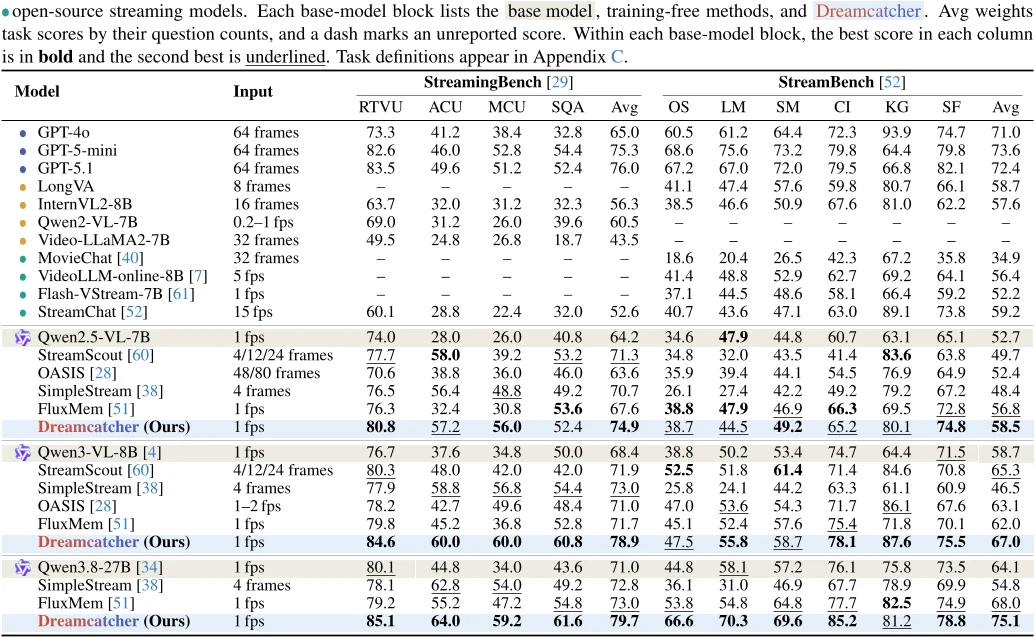 open-source streaming models. Each base-model block lists the base model, training-free methods, and Dreamcatcher. Avg weights
task scores by their question counts, and a dash marks an unreported score. Within each base-model block, the best score in each column
is in bold and the second best is underlined. Task definitions appear in Appendix C.
Model Input StreamingBench [29] StreamBench [52]
RTVU ACU MCU SQA Avg OS LM SM CI KG SF Avg
GPT-4o 64 frames 73.3 41.2 38.4 32.8 65.0 60.5 61.2 64.4 72.3 93.9 74.7 71.0
GPT-5-mini 64 frames 82.6 46.0 52.8 54.4 75.3 68.6 75.6 73.2 79.8 64.4 79.8 73.6
GPT-5.1 64 frames 83.5 49.6 51.2 52.4 76.0 67.2 67.0 72.0 79.5 66.8 82.1 72.4
LongVA 8 frames – – – – – 41.1 47.4 57.6 59.8 80.7 66.1 58.7
InternVL2-8B 16 frames 63.7 32.0 31.2 32.3 56.3 38.5 46.6 50.9 67.6 81.0 62.2 57.6
Qwen2-VL-7B 0.2–1 fps 69.0 31.2 26.0 39.6 60.5 – – – – – – –
Video-LLaMA2-7B 32 frames 49.5 24.8 26.8 18.7 43.5 – – – – – – –
MovieChat [40] 32 frames – – – – – 18.6 20.4 26.5 42.3 67.2 35.8 34.9
VideoLLM-online-8B [7] 5 fps – – – – – 41.4 48.8 52.9 62.7 69.2 64.1 56.4
Flash-VStream-7B [61] 1 fps – – – – – 37.1 44.5 48.6 58.1 66.4 59.2 52.2
StreamChat [52] 15 fps 60.1 28.8 22.4 32.0 52.6 40.7 43.6 47.1 63.0 89.1 73.8 59.2
Qwen2.5-VL-7B 1 fps 74.0 28.0 26.0 40.8 64.2 34.6 47.9 44.8 60.7 63.1 65.1 52.7
StreamScout [60] 4/12/24 frames 77.7 58.0 39.2 53.2 71.3 34.8 32.0 43.5 41.4 83.6 63.8 49.7
OASIS [28] 48/80 frames 70.6 38.8 36.0 46.0 63.6 35.9 39.4 44.1 54.5 76.9 64.9 52.4
SimpleStream [38] 4 frames 76.5 56.4 48.8 49.2 70.7 26.1 27.4 42.2 49.2 79.2 67.2 48.4
FluxMem [51] 1 fps 76.3 32.4 30.8 53.6 67.6 38.8 47.9 46.9 66.3 69.5 72.8 56.8
Dreamcatcher (Ours) 1 fps 80.8 57.2 56.0 52.4 74.9 38.7 44.5 49.2 65.2 80.1 74.8 58.5
Qwen3-VL-8B [4] 1 fps 76.7 37.6 34.8 50.0 68.4 38.8 50.2 53.4 74.7 64.4 71.5 58.7
StreamScout [60] 4/12/24 frames 80.3 48.0 42.0 42.0 71.9 52.5 51.8 61.4 71.4 84.6 70.8 65.3
SimpleStream [38] 4 frames 77.9 58.8 56.8 54.4 73.0 25.8 24.1 44.2 63.3 61.1 60.9 46.5
OASIS [28] 1–2 fps 78.2 42.7 49.6 48.4 71.0 47.0 53.6 54.3 71.7 86.1 67.6 63.1
FluxMem [51] 1 fps 79.8 45.2 36.8 52.8 71.7 45.1 52.4 57.6 75.4 71.8 70.1 62.0
Dreamcatcher (Ours) 1 fps 84.6 60.0 60.0 60.8 78.9 47.5 55.8 58.7 78.1 87.6 75.5 67.0
Qwen3.8-27B [34] 1 fps 80.1 44.8 34.0 43.6 71.0 44.8 58.1 57.2 76.1 75.8 73.5 64.1
SimpleStream [38] 4 frames 78.1 62.8 54.0 49.2 72.8 36.1 31.0 46.9 67.7 78.9 69.9 54.8
FluxMem [51] 1 fps 79.2 55.2 47.2 54.8 73.0 53.8 54.8 64.8 77.7 82.5 74.9 68.0
Dreamcatcher (Ours) 1 fps 85.1 64.0 59.2 61.6 79.7 66.6 70.3 69.6 85.2 81.2 78.8 75.1